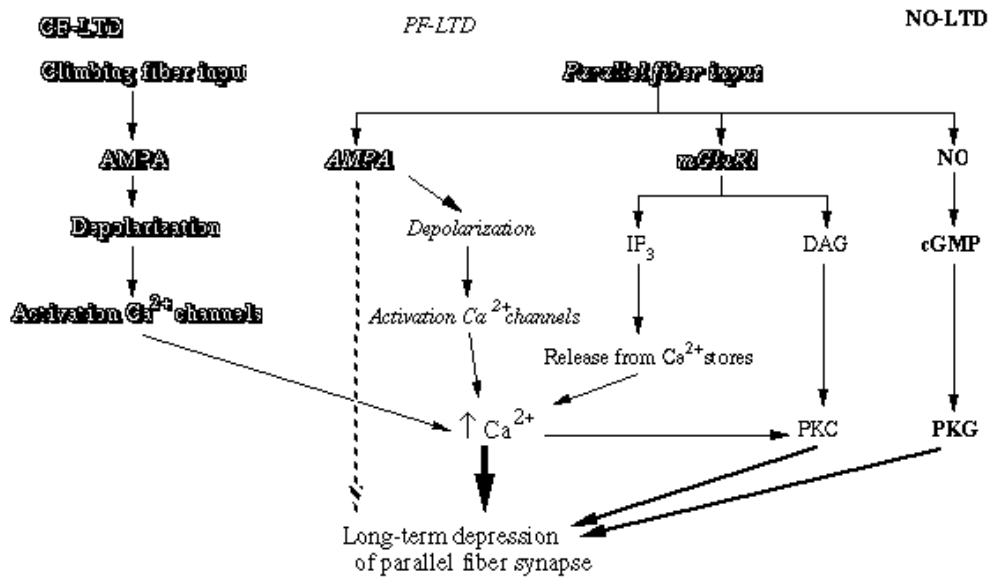 CF-LTD PF-LTD NO-LTD
Climbing fiber input Parallel fiber input
AMPA AMPA mGluR1 NO
Depolarization Depolarization IP3 DAG cGMP
Activation Ca2+ channels Activation Ca2+ channels
Release from Ca2+ stores
↑ Ca2+ PKC PKG
Long-term depression
of parallel fiber synapse